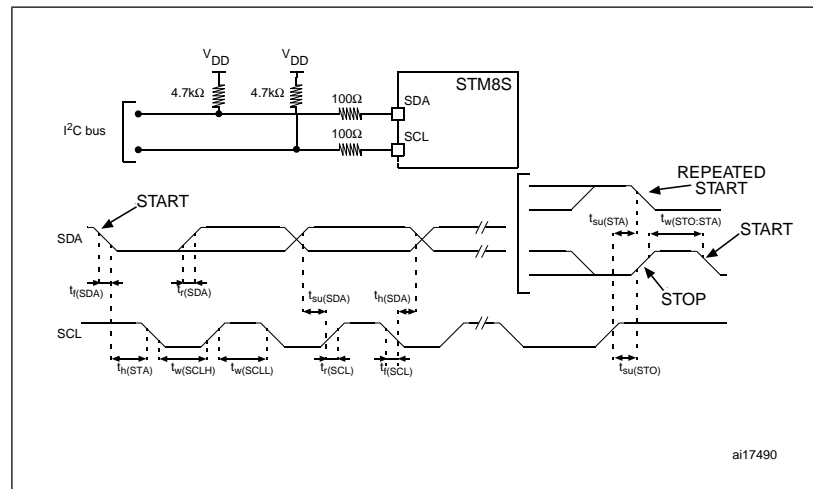 VDD VDD
4.7kΩ 4.7kΩ 100Ω STM8S
SDA
I²C bus
100Ω SCL
REPEATED
START
START tsu(STA) tw(STO:STA) START
SDA
tf(SDA) tr(SDA) tsu(SDA) th(SDA) STOP
SCL
th(STA) tw(SCLH) tw(SCLL) tr(SCL) tf(SCL) tsu(STO)
ai17490